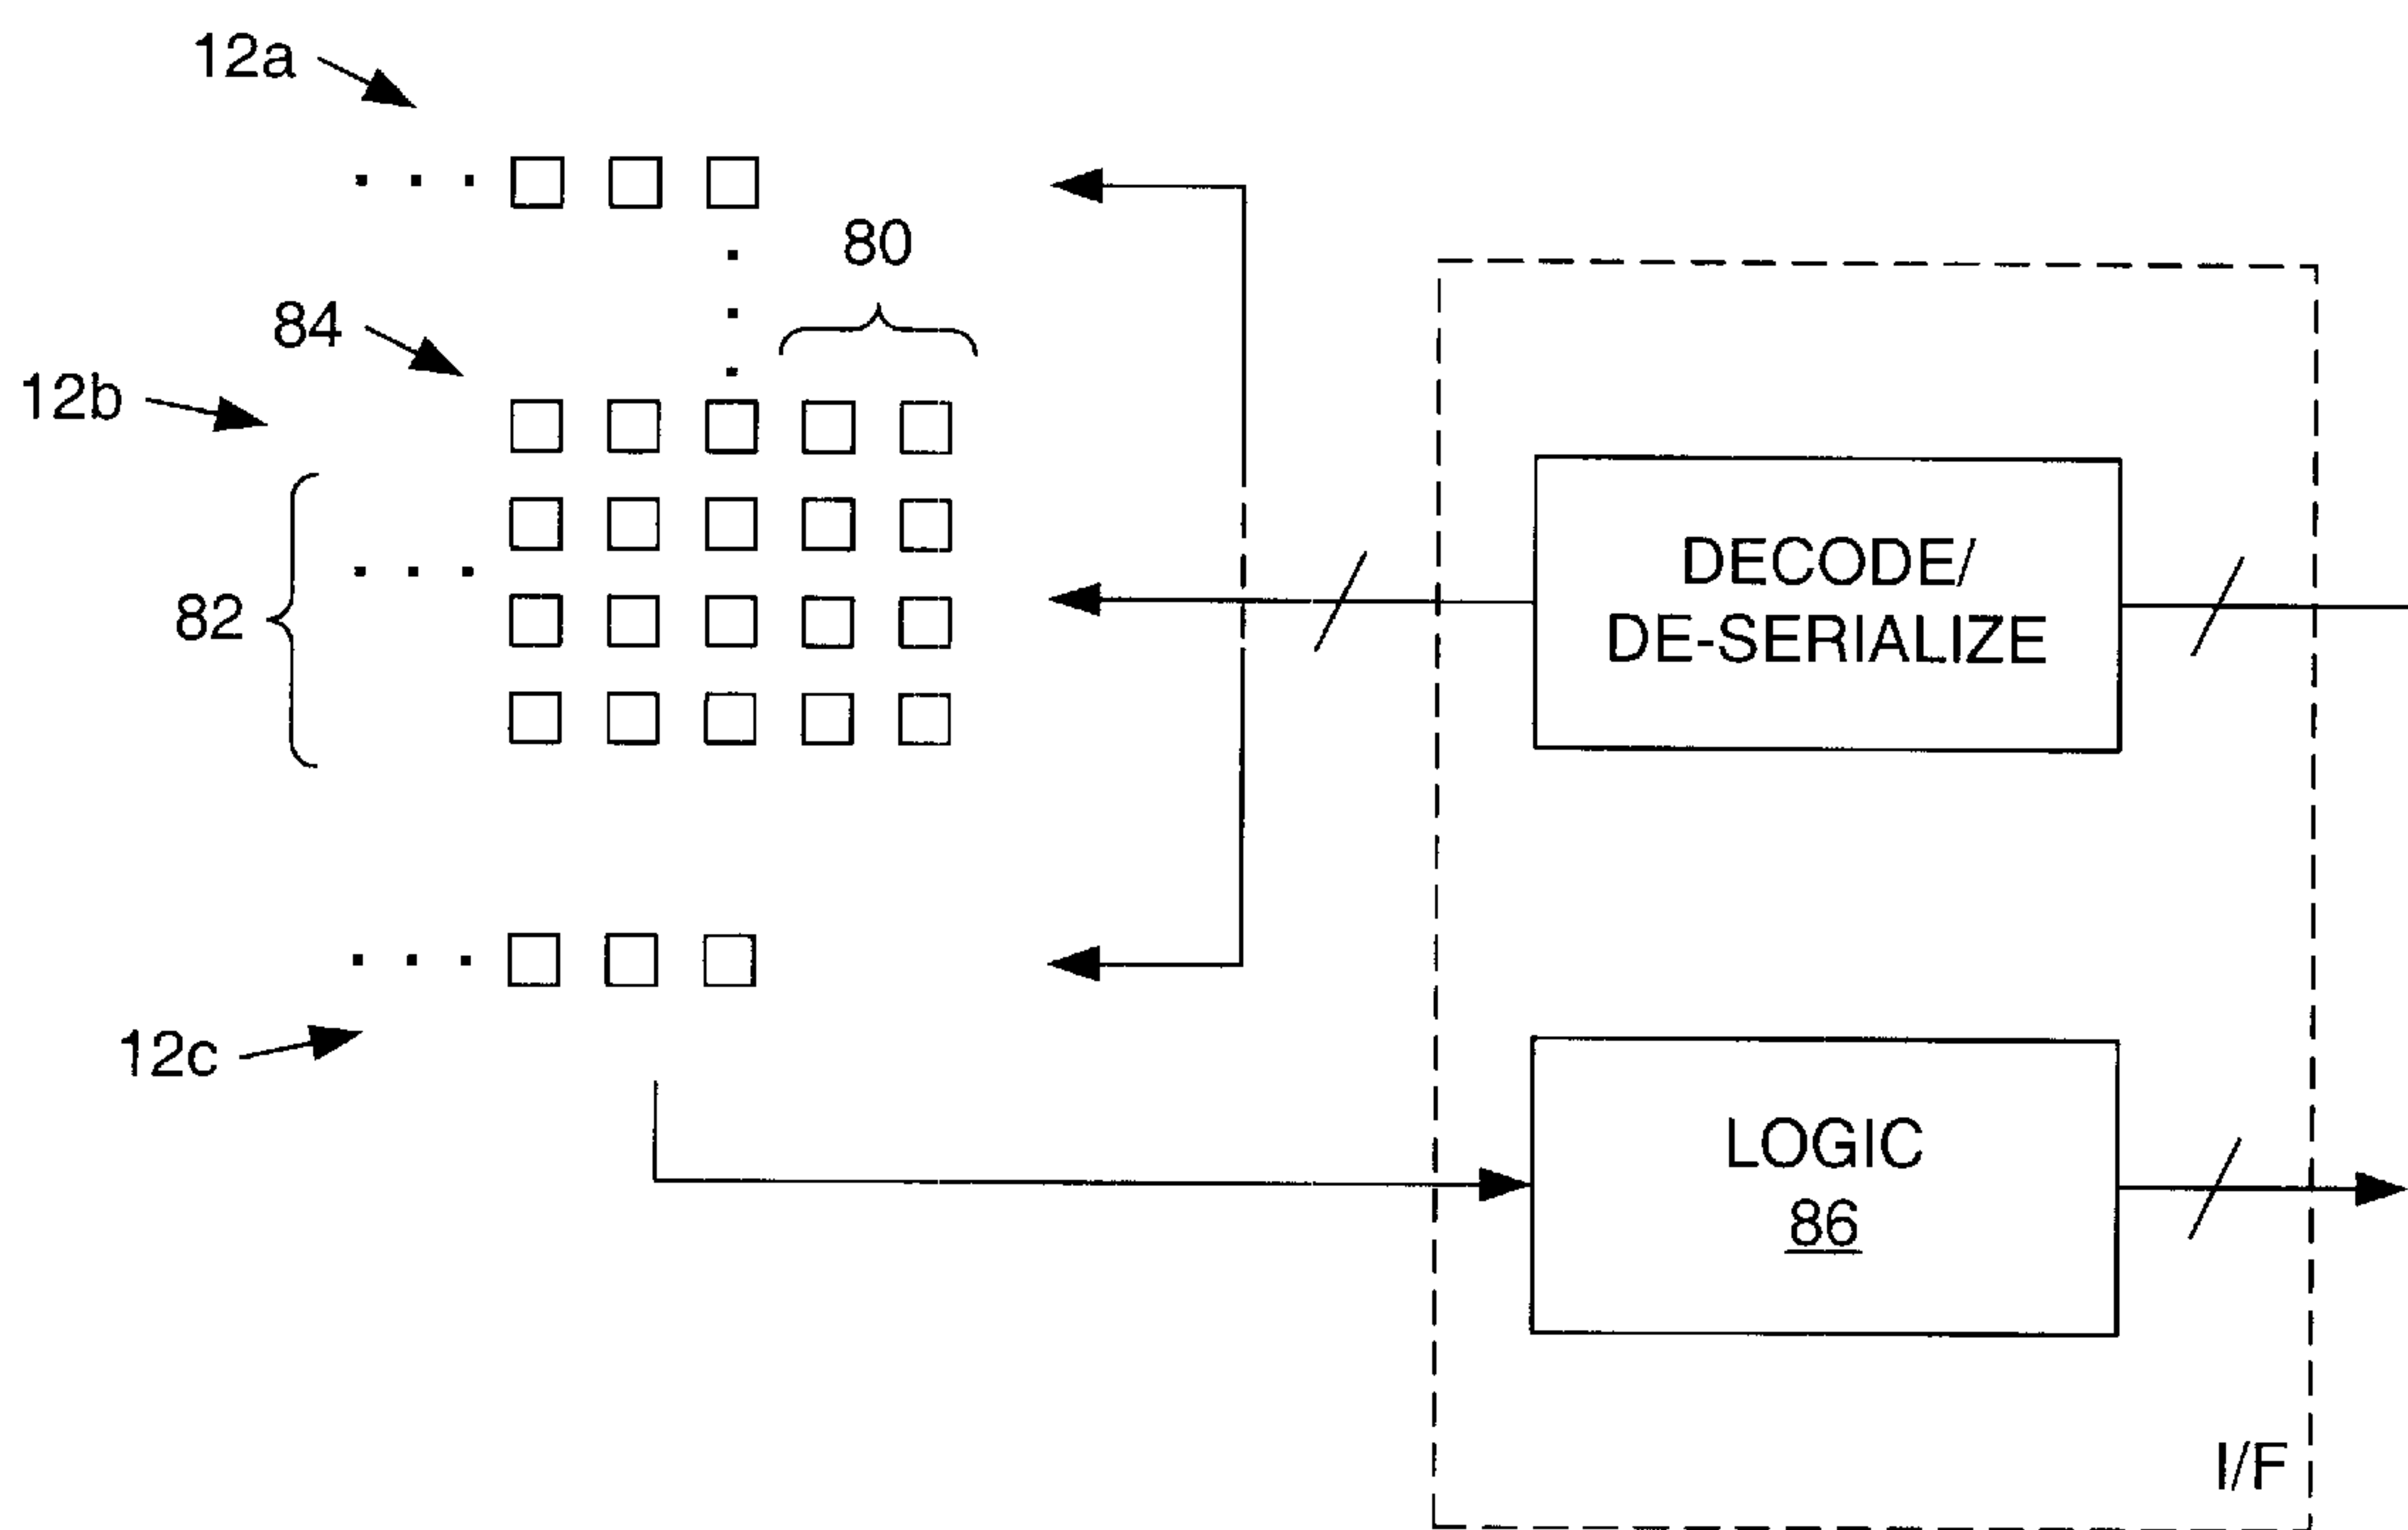 12a
80
84
12b
DECODE/
DE-SERIALIZE
82
12c
LOGIC
86
I/F